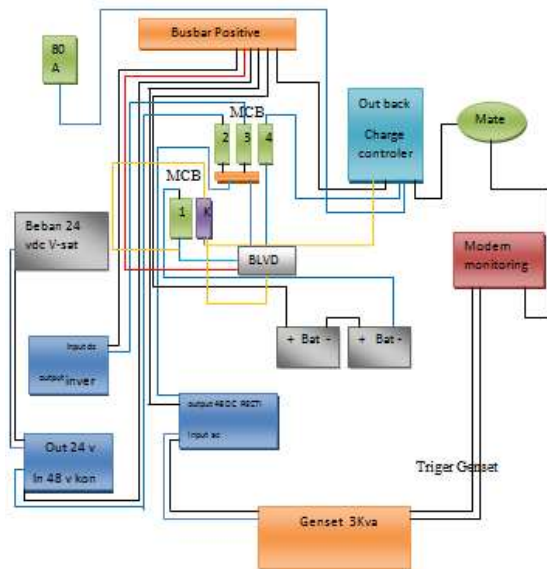 Busbar Positive
80
A
MCB
2 3 4
Out back
Charge
controler
Mate
MCB
1 K
Beban 24
vdc V-sat
BLVD
Modem
monitoring
+ Bat - + Bat -
Input dc
output inver
output 48DC RECTI
Input ac
Out 24 v
In 48 v kon
Triger Genset
Genset 3Kva